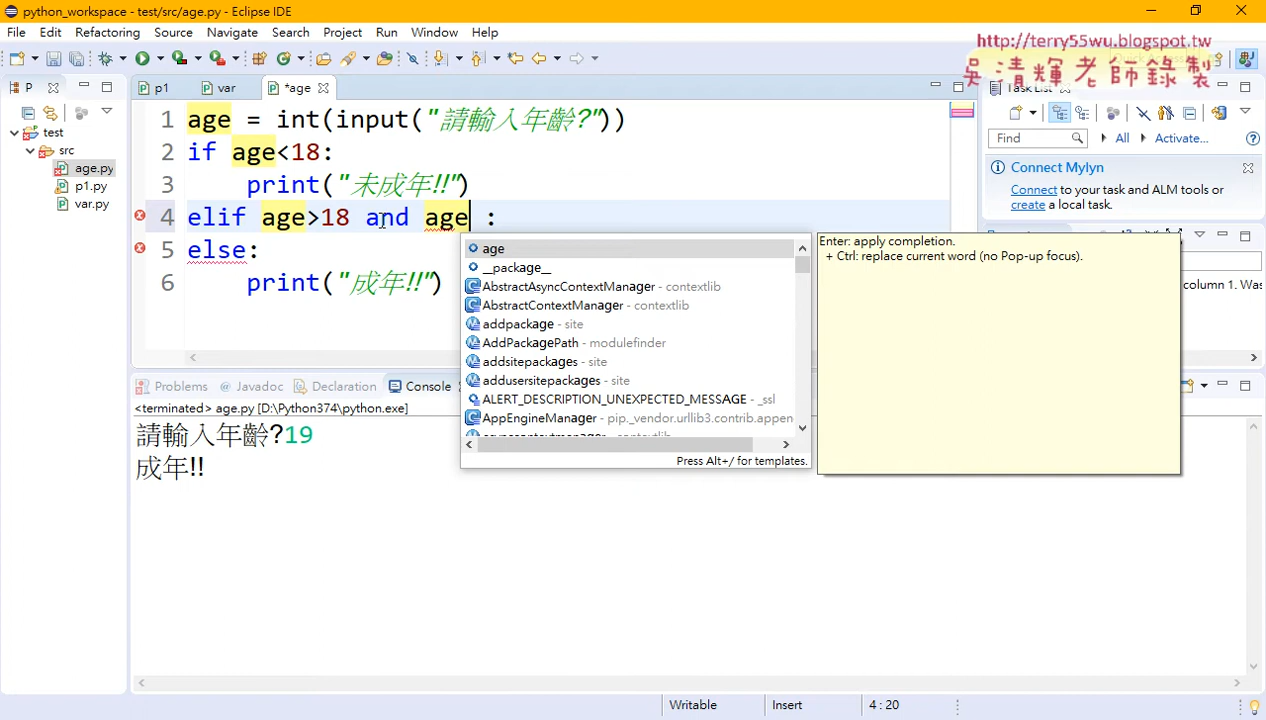 python_workspace - test/src/age.py - Eclipse IDE
File Edit Refactoring Source Navigate Search Project Run Window Help
http://terry55wu.blogspot.tw
吳清輝老師錄製
P
p1 var *age
Task List
test
src
age.py
p1.py
var.py
1 age = int(input("請輸入年齡?"))
2 if age<18:
3 print("未成年!!")
4 elif age>18 and age :
5 else:
6 print("成年!!")
Find All Activate...
Connect Mylyn
Connect to your task and ALM tools or
create a local task.
column 1. Was
age
__package__
AbstractAsyncContextManager - contextlib
AbstractContextManager - contextlib
addpackage - site
AddPackagePath - modulefinder
addsitepackages - site
addusersitepackages - site
ALERT_DESCRIPTION_UNEXPECTED_MESSAGE - _ssl
AppEngineManager - pip._vendor.urllib3.contrib.appen
Press Alt+/ for templates.
Enter: apply completion.
+ Ctrl: replace current word (no Pop-up focus).
Problems @ Javadoc Declaration Console
<terminated> age.py [D:\Python374\python.exe]
請輸入年齡?19
成年!!
Writable Insert 4 : 20